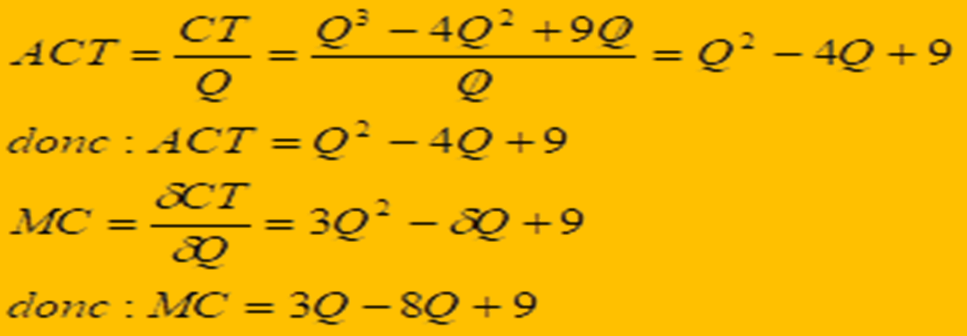 ACT = CT/Q = (Q³ − 4Q² + 9Q)/Q = Q² − 4Q + 9
donc : ACT = Q² − 4Q + 9
MC = δCT/δQ = 3Q² − δQ + 9
donc : MC = 3Q − 8Q + 9